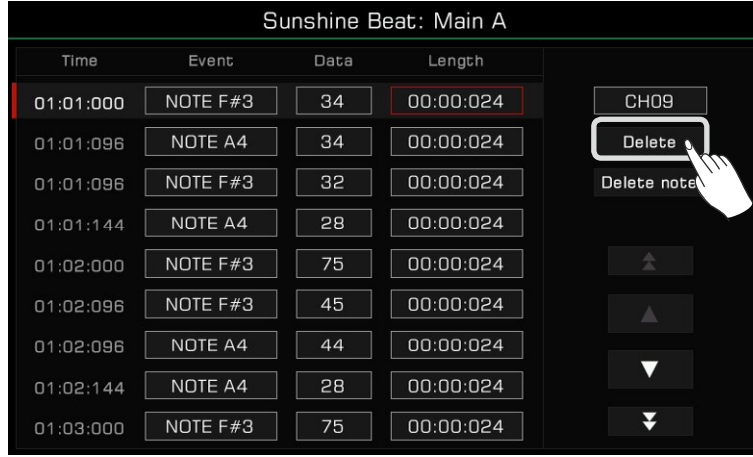 Sunshine Beat: Main A
Time Event Data Length
01:01:000 NOTE F#3 34 00:00:024 CH09
01:01:096 NOTE A4 34 00:00:024 Delete
01:01:096 NOTE F#3 32 00:00:024 Delete note
01:01:144 NOTE A4 28 00:00:024
01:02:000 NOTE F#3 75 00:00:024
01:02:096 NOTE F#3 45 00:00:024
01:02:096 NOTE A4 44 00:00:024
01:02:144 NOTE A4 28 00:00:024
01:03:000 NOTE F#3 75 00:00:024